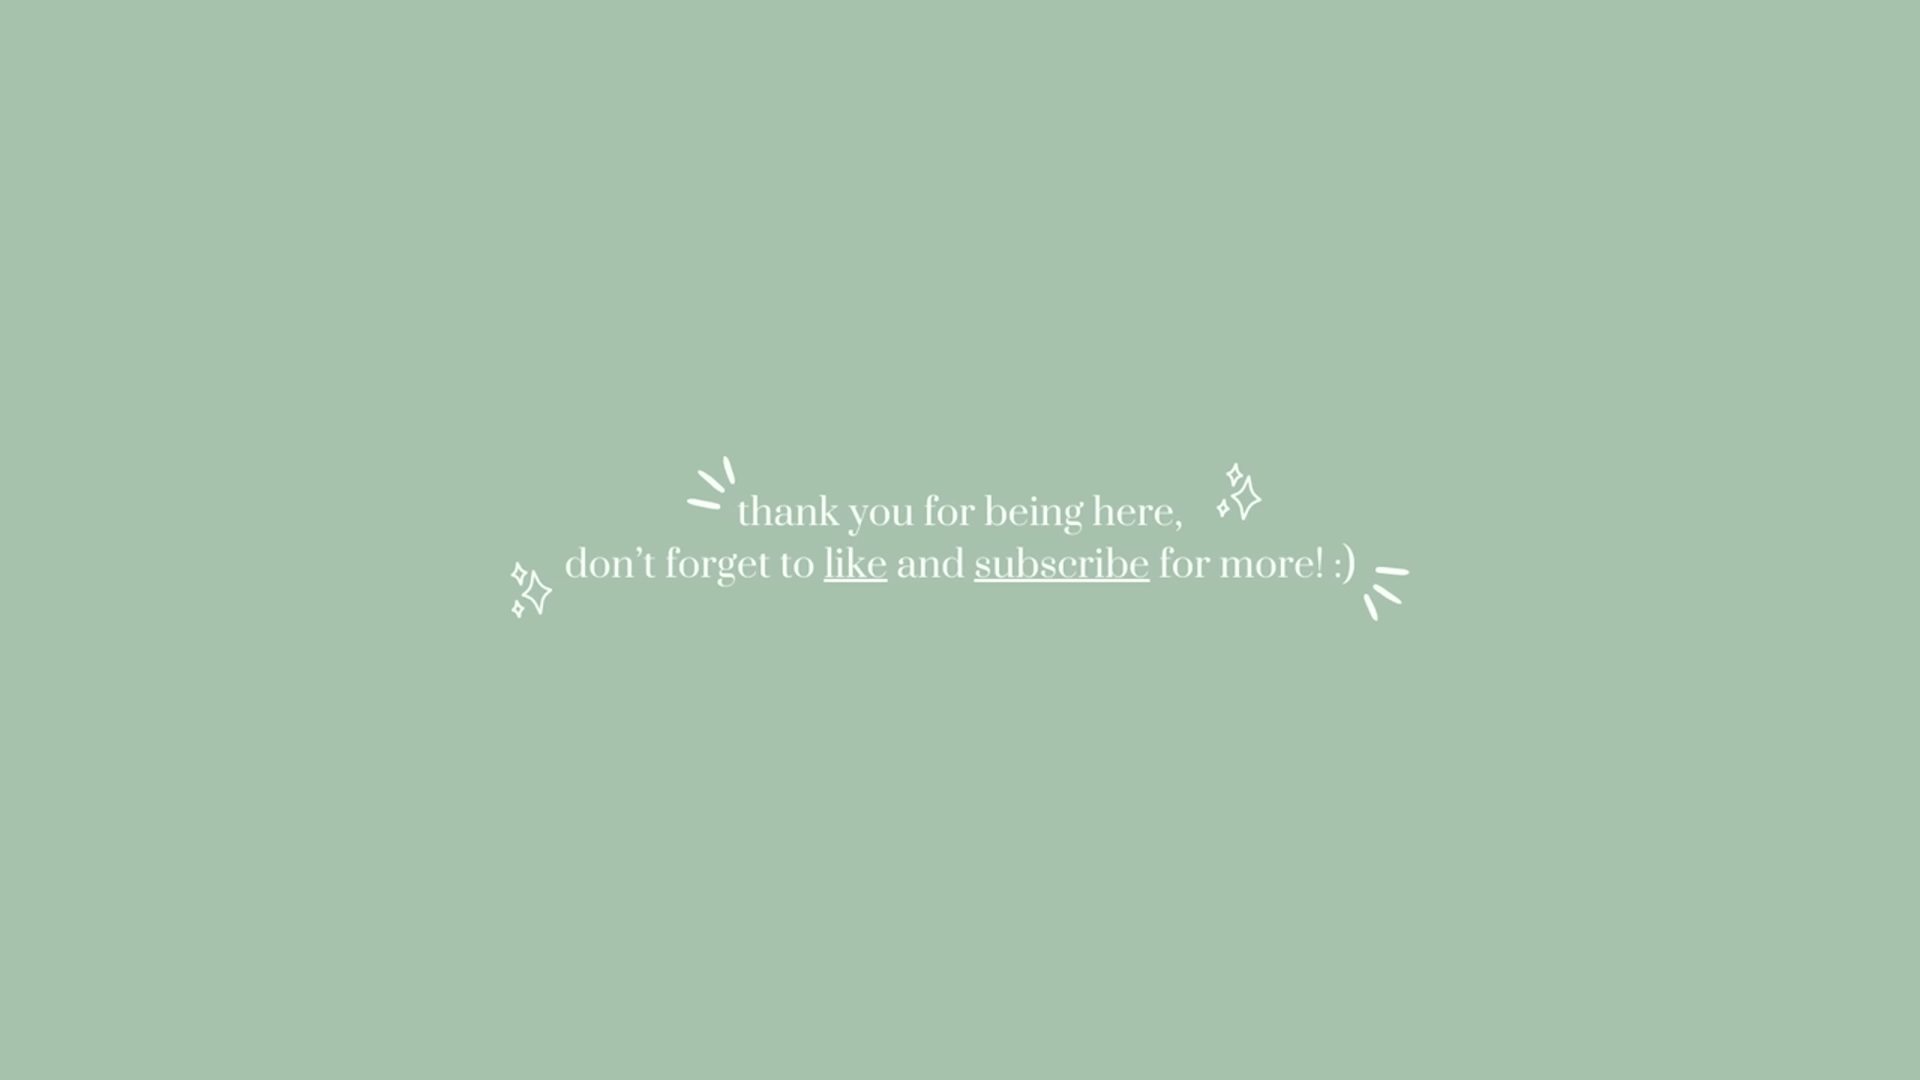 thank you for being here,
don’t forget to like and subscribe for more! :)